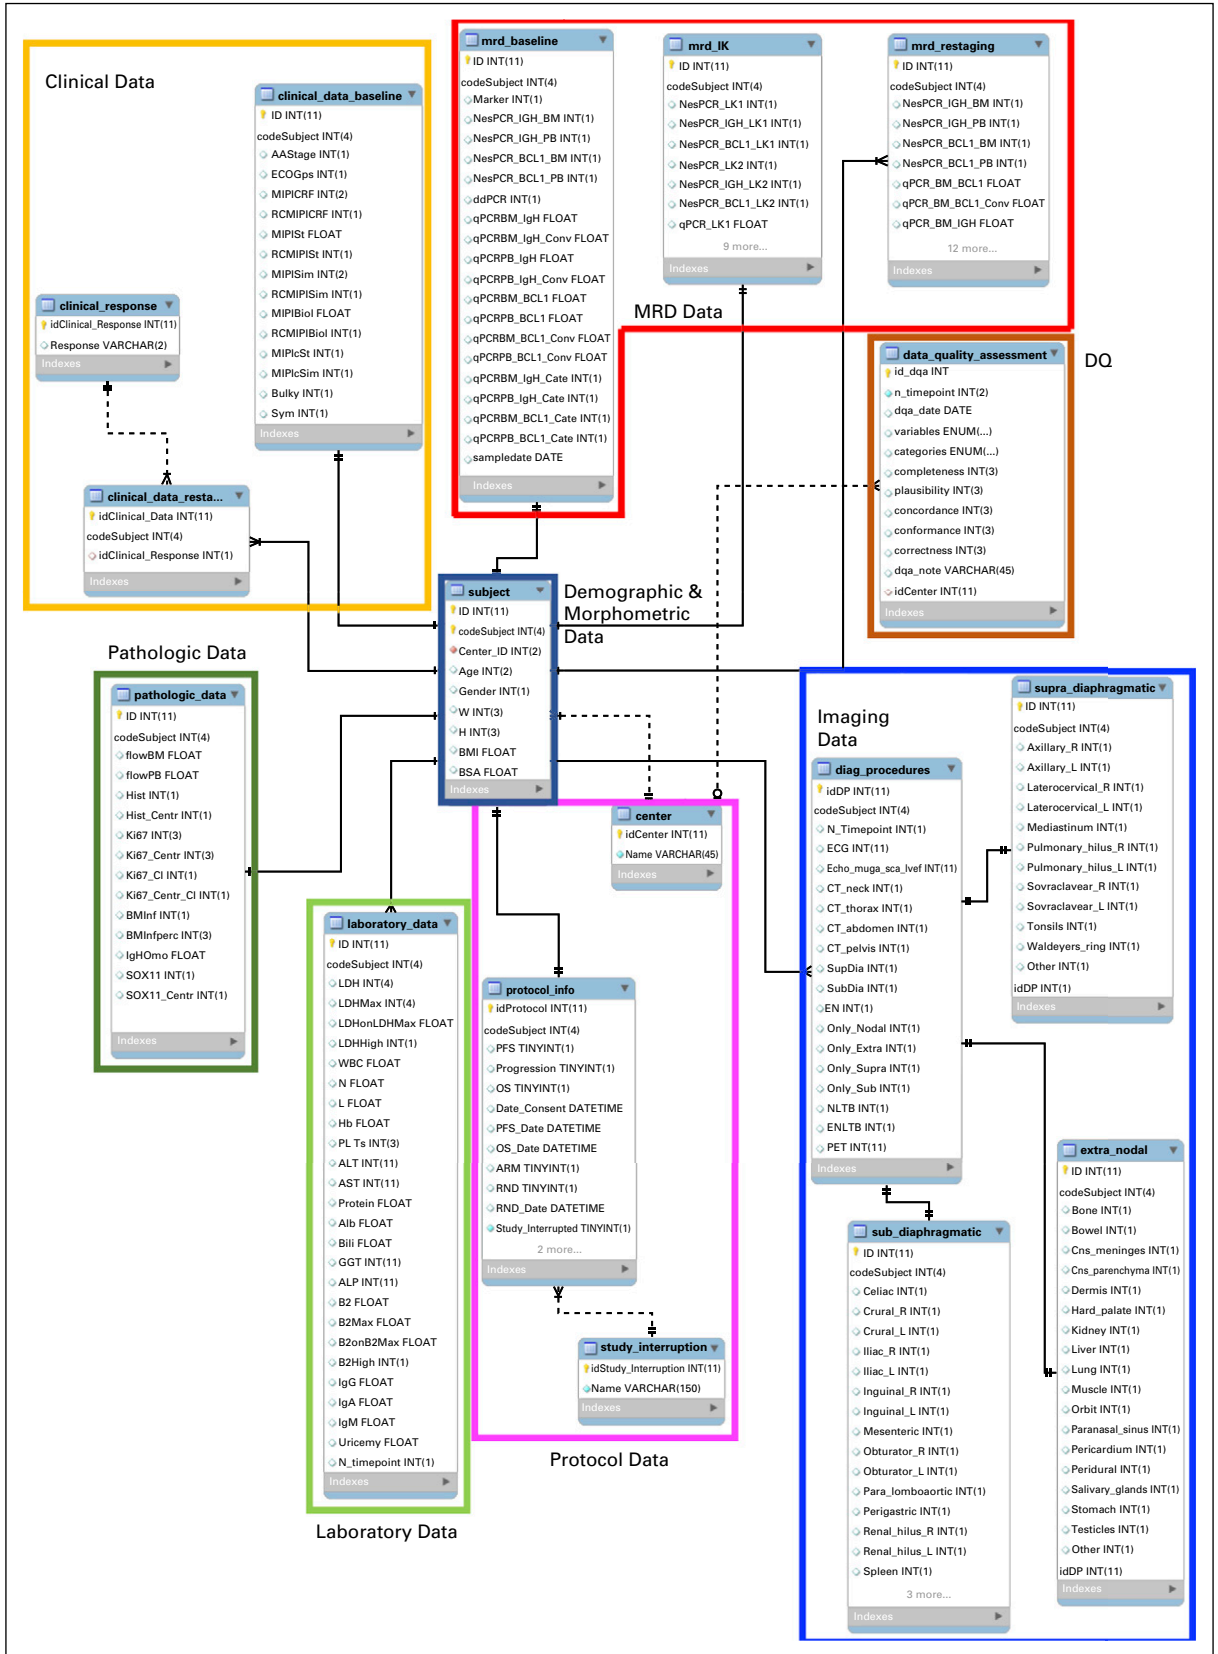 Clinical Data
clinical_data_baseline
ID INT(11)
codeSubject INT(4)
AAStage INT(1)
ECOGps INT(1)
MIPICRF INT(2)
RCMIPICRF INT(1)
MIPISt FLOAT
RCMIPISt INT(1)
MIPISim INT(2)
RCMIPISim INT(1)
MIPIBiol FLOAT
RCMIPIBiol INT(1)
MIPIcSt INT(1)
MIPIcSim INT(1)
Bulky INT(1)
Sym INT(1)
Indexes
clinical_response
idClinical_Response INT(11)
Response VARCHAR(2)
Indexes
clinical_data_resta...
idClinical_Data INT(11)
codeSubject INT(4)
idClinical_Response INT(1)
Indexes
mrd_baseline
ID INT(11)
codeSubject INT(4)
Marker INT(1)
NesPCR_IGH_BM INT(1)
NesPCR_IGH_PB INT(1)
NesPCR_BCL1_BM INT(1)
NesPCR_BCL1_PB INT(1)
ddPCR INT(1)
qPCRBM_IgH FLOAT
qPCRBM_IgH_Conv FLOAT
qPCRPB_IgH FLOAT
qPCRPB_IgH_Conv FLOAT
qPCRBM_BCL1 FLOAT
qPCRPB_BCL1 FLOAT
qPCRBM_BCL1_Conv FLOAT
qPCRPB_BCL1_Conv FLOAT
qPCRBM_IgH_Cate INT(1)
qPCRPB_IgH_Cate INT(1)
qPCRBM_BCL1_Cate INT(1)
qPCRPB_BCL1_Cate INT(1)
sampledate DATE
Indexes
mrd_lK
ID INT(11)
codeSubject INT(4)
NesPCR_LK1 INT(1)
NesPCR_IGH_LK1 INT(1)
NesPCR_BCL1_LK1 INT(1)
NesPCR_LK2 INT(1)
NesPCR_IGH_LK2 INT(1)
NesPCR_BCL1_LK2 INT(1)
qPCR_LK1 FLOAT
9 more...
Indexes
mrd_restaging
ID INT(11)
codeSubject INT(4)
NesPCR_IGH_BM INT(1)
NesPCR_IGH_PB INT(1)
NesPCR_BCL1_BM INT(1)
NesPCR_BCL1_PB INT(1)
qPCR_BM_BCL1 FLOAT
qPCR_BM_BCL1_Conv FLOAT
qPCR_BM_IGH FLOAT
12 more...
Indexes
MRD Data
data_quality_assessment
id_dqa INT
n_timepoint INT(2)
dqa_date DATE
variables ENUM(...)
categories ENUM(...)
completeness INT(3)
plausibility INT(3)
concordance INT(3)
conformance INT(3)
correctness INT(3)
dqa_note VARCHAR(45)
idCenter INT(11)
Indexes
DQ
subject
ID INT(11)
codeSubject INT(4)
Center_ID INT(2)
Age INT(2)
Gender INT(1)
W INT(3)
H INT(3)
BMI FLOAT
BSA FLOAT
Indexes
Demographic &
Morphometric
Data
Pathologic Data
pathologic_data
ID INT(11)
codeSubject INT(4)
flowBM FLOAT
flowPB FLOAT
Hist INT(1)
Hist_Centr INT(1)
Ki67 INT(3)
Ki67_Centr INT(3)
Ki67_Cl INT(1)
Ki67_Centr_Cl INT(1)
BMInf INT(1)
BMInfperc INT(3)
IgHOmo FLOAT
SOX11 INT(1)
SOX11_Centr INT(1)
Indexes
laboratory_data
ID INT(11)
codeSubject INT(4)
LDH INT(4)
LDHMax INT(4)
LDHonLDHMax FLOAT
LDHHigh INT(1)
WBC FLOAT
N FLOAT
L FLOAT
Hb FLOAT
PL Ts INT(3)
ALT INT(11)
AST INT(11)
Protein FLOAT
Alb FLOAT
Bili FLOAT
GGT INT(11)
ALP INT(11)
B2 FLOAT
B2Max FLOAT
B2onB2Max FLOAT
B2High INT(1)
IgG FLOAT
IgA FLOAT
IgM FLOAT
Uricemy FLOAT
N_timepoint INT(1)
Indexes
Laboratory Data
center
idCenter INT(11)
Name VARCHAR(45)
Indexes
protocol_info
idProtocol INT(11)
codeSubject INT(4)
PFS TINYINT(1)
Progression TINYINT(1)
OS TINYINT(1)
Date_Consent DATETIME
PFS_Date DATETIME
OS_Date DATETIME
ARM TINYINT(1)
RND TINYINT(1)
RND_Date DATETIME
Study_Interrupted TINYINT(1)
2 more...
Indexes
study_interruption
idStudy_Interruption INT(11)
Name VARCHAR(150)
Indexes
Protocol Data
Imaging
Data
diag_procedures
idDP INT(11)
codeSubject INT(4)
N_Timepoint INT(1)
ECG INT(11)
Echo_muga_sca_lvef INT(11)
CT_neck INT(1)
CT_thorax INT(1)
CT_abdomen INT(1)
CT_pelvis INT(1)
SupDia INT(1)
SubDia INT(1)
EN INT(1)
Only_Nodal INT(1)
Only_Extra INT(1)
Only_Supra INT(1)
Only_Sub INT(1)
NLTB INT(1)
ENLTB INT(1)
PET INT(11)
Indexes
supra_diaphragmatic
ID INT(11)
codeSubject INT(4)
Axillary_R INT(1)
Axillary_L INT(1)
Laterocervical_R INT(1)
Laterocervical_L INT(1)
Mediastinum INT(1)
Pulmonary_hilus_R INT(1)
Pulmonary_hilus_L INT(1)
Sovraclavear_R INT(1)
Sovraclavear_L INT(1)
Tonsils INT(1)
Waldeyers_ring INT(1)
Other INT(1)
idDP INT(1)
Indexes
sub_diaphragmatic
ID INT(11)
codeSubject INT(4)
Celiac INT(1)
Crural_R INT(1)
Crural_L INT(1)
Iliac_R INT(1)
Iliac_L INT(1)
Inguinal_R INT(1)
Inguinal_L INT(1)
Mesenteric INT(1)
Obturator_R INT(1)
Obturator_L INT(1)
Para_lomboaortic INT(1)
Perigastric INT(1)
Renal_hilus_R INT(1)
Renal_hilus_L INT(1)
Spleen INT(1)
3 more...
Indexes
extra_nodal
ID INT(11)
codeSubject INT(4)
Bone INT(1)
Bowel INT(1)
Cns_meninges INT(1)
Cns_parenchyma INT(1)
Dermis INT(1)
Hard_palate INT(1)
Kidney INT(1)
Liver INT(1)
Lung INT(1)
Muscle INT(1)
Orbit INT(1)
Paranasal_sinus INT(1)
Pericardium INT(1)
Peridural INT(1)
Salivary_glands INT(1)
Stomach INT(1)
Testicles INT(1)
Other INT(1)
idDP INT(11)
Indexes